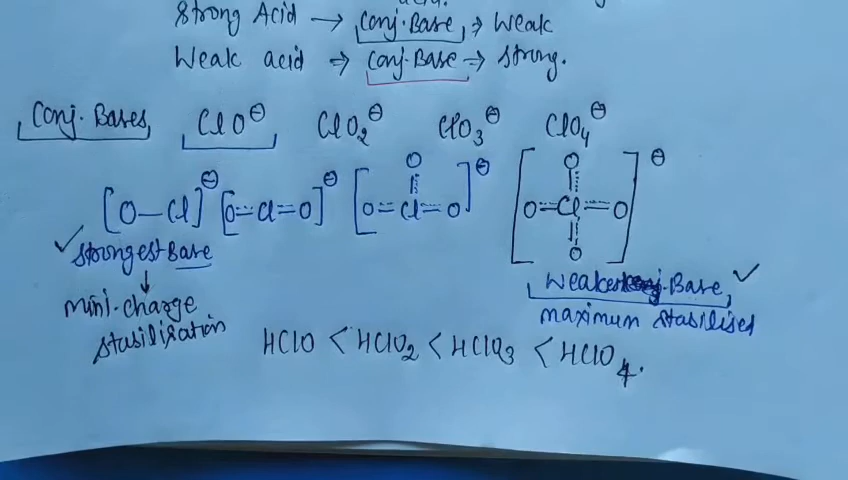 acid.
Strong Acid → Conj. Base → Weak
Weak acid → Conj. Base → strong.
Conj. Bases ClO⊖ ClO2⊖ ClO3⊖ ClO4⊖
[O—Cl]⊖ [O=Cl=O]⊖ [O=Cl=O O]⊖ [O=Cl=O O O]⊖
✓ Strongest Base
↓
mini. charge
stabilisation
Base ✓
maximum stabilised
HClO < HClO2 < HClO3 < HClO4.